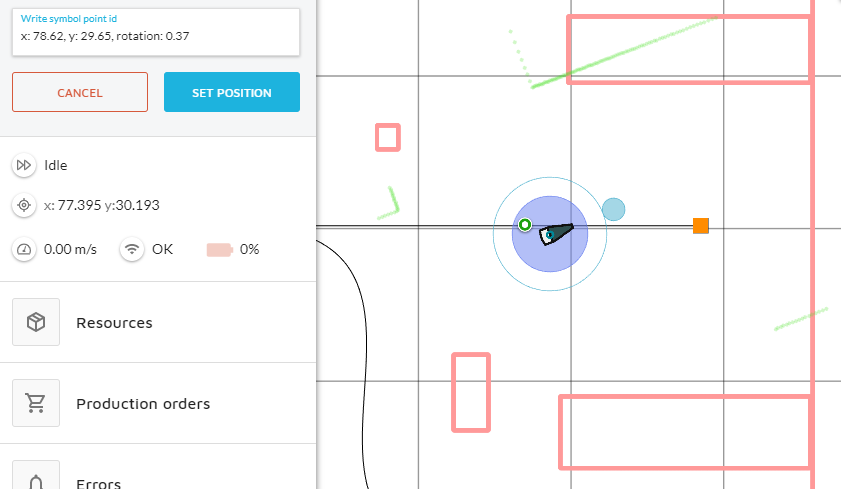 Write symbol point id
x: 78.62, y: 29.65, rotation: 0.37
CANCEL
SET POSITION
Idle
x: 77.395 y:30.193
0.00 m/s
OK
0%
Resources
Production orders
Errors